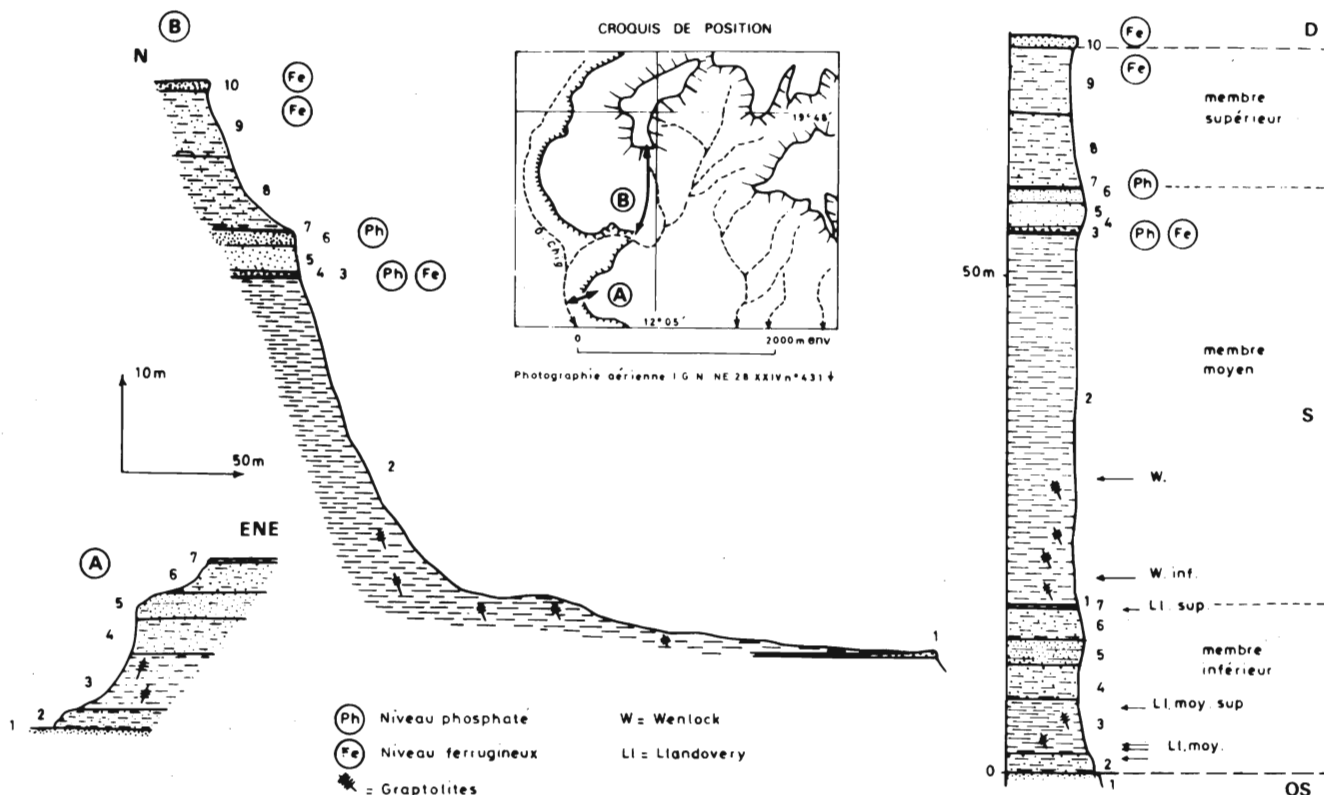 B
N
10
Fe
Fe
9
8
7
6
Ph
5
4 3
Ph Fe
2
1
10m
50m
ENE
A
7
6
5
4
3
2
1
CROQUIS DE POSITION
19° 48
B
A
12° 05'
0 2000 m env
Photographie aérienne I G N NE 28 XXIV n° 431
Ph Niveau phosphaté
Fe Niveau ferrugineux
= Graptolites
W = Wenlock
Ll = Llandovery
Fe
D
10
Fe
9
membre
supérieur
8
7
6
Ph
5
4
3
Ph Fe
50m
membre
moyen
2
S
W.
W. inf.
1
7
Ll. sup
6
5
membre
inférieur
4
Ll. moy. sup
3
Ll. moy.
2
0
1
OS